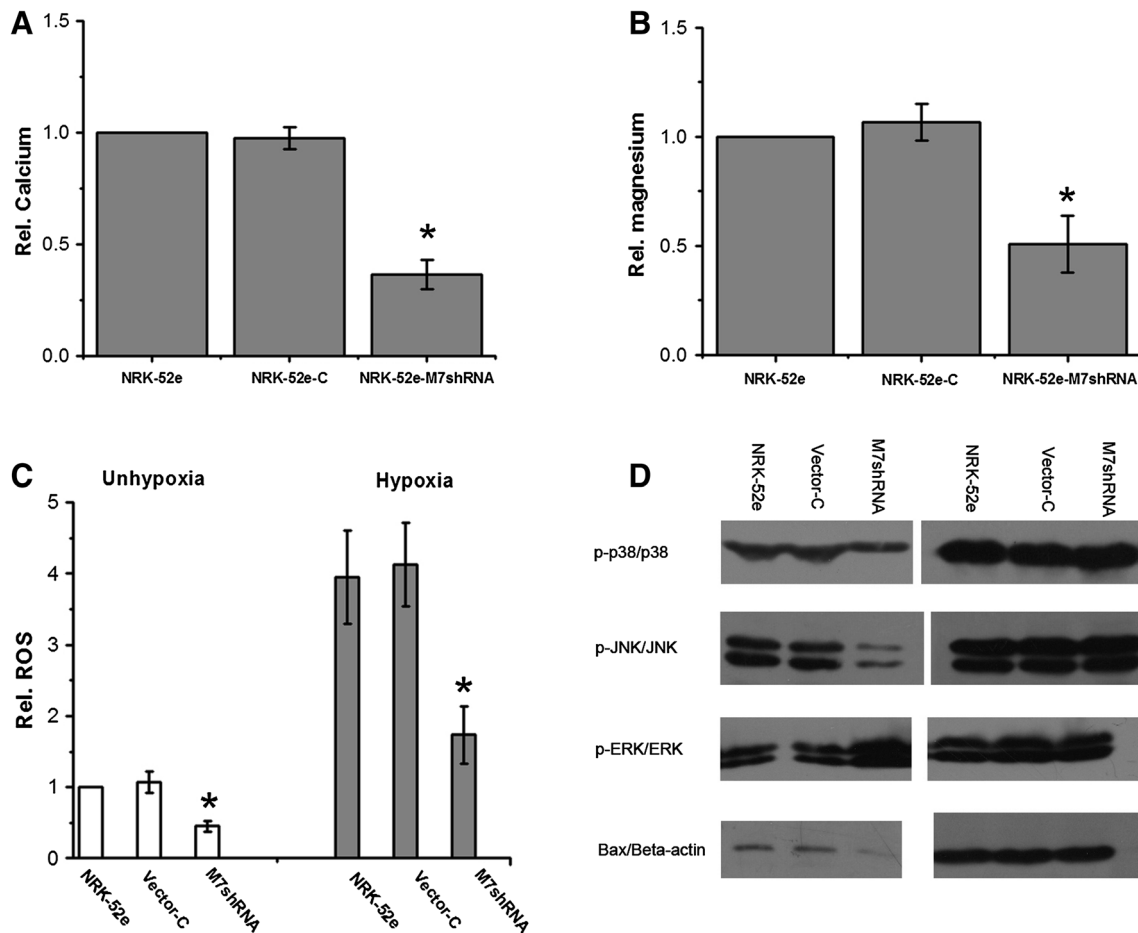 A
Rel. Calcium
1.5
1.0
0.5
0.0
*
NRK-52e
NRK-52e-C
NRK-52e-M7shRNA
B
Rel. magnesium
1.5
1.0
0.5
0.0
*
NRK-52e
NRK-52e-C
NRK-52e-M7shRNA
C
Unhypoxia
Hypoxia
Rel. ROS
5
4
3
2
1
0
*
*
NRK-52e
Vector-C
M7shRNA
NRK-52e
Vector-C
M7shRNA
D
NRK-52e
Vector-C
M7shRNA
NRK-52e
Vector-C
M7shRNA
p-p38/p38
p-JNK/JNK
p-ERK/ERK
Bax/Beta-actin